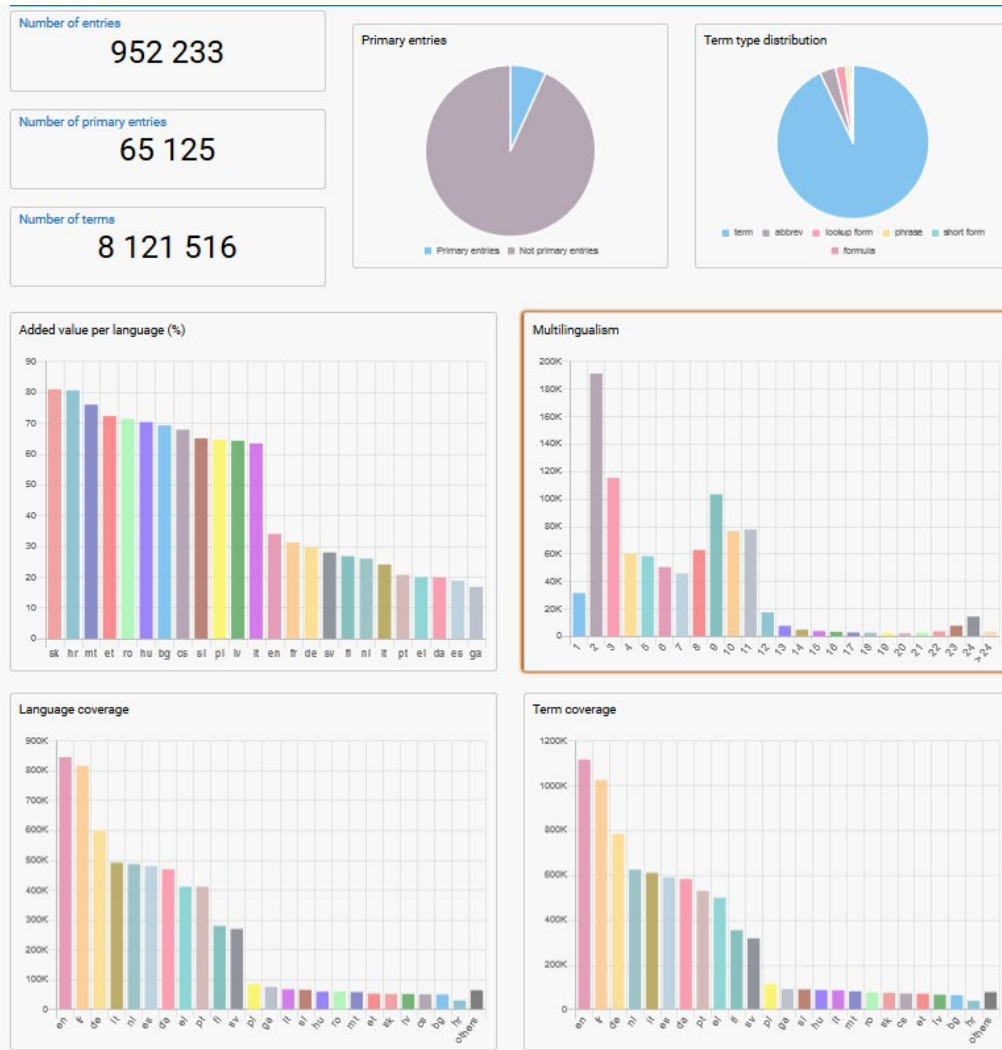 Number of entries
952 233
Number of primary entries
65 125
Number of terms
8 121 516
Primary entries
Primary entries Not primary entries
Term type distribution
term abbrev lookup form phrase short form
formula
Added value per language (%)
90
80
70
60
50
40
30
20
10
0
sk hr mt et ro hu bg cs sl pl lv lt en fr de sv fi nl it pt el da es ga
Multilingualism
200K
180K
160K
140K
120K
100K
80K
60K
40K
20K
0
1 2 3 4 5 6 7 8 9 10 11 12 13 14 15 16 17 18 19 20 21 22 23 24 >24
Language coverage
900K
800K
700K
600K
500K
400K
300K
200K
100K
0
en fr de it nl es da el pt fi sv pl ga lt sl hu ro mt et sk lv cs bg hr others
Term coverage
1200K
1000K
800K
600K
400K
200K
0
en fr de nl it es da pt el fi sv pl ga sl hu lt mt ro sk cs et lv bg hr others